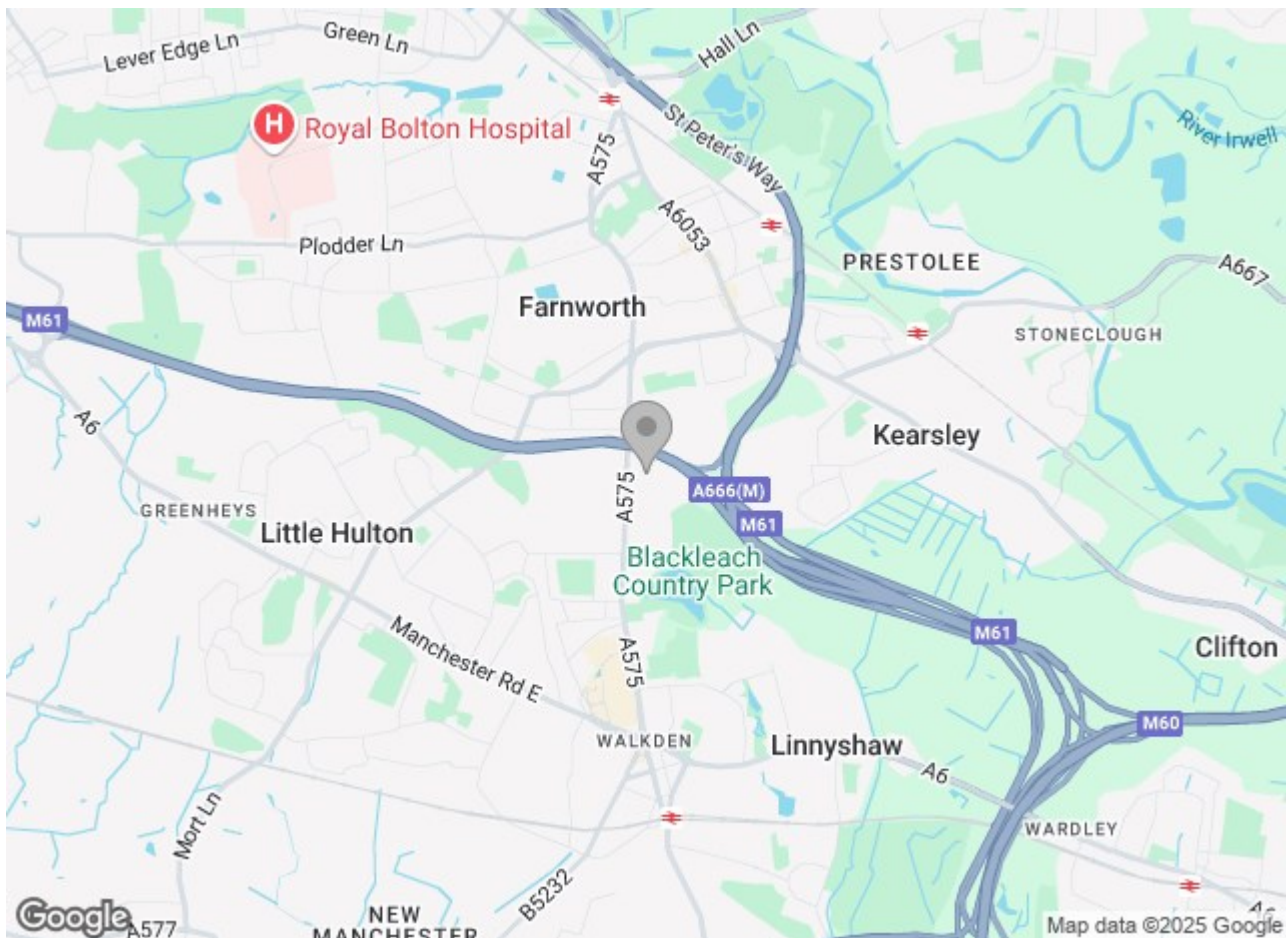 Lever Edge Ln
Green Ln
Hall Ln
H
Royal Bolton Hospital
A575
St Peter's Way
River Irwell
A6053
Plodder Ln
PRESTOLEE
A667
M61
Farnworth
STONECLOUGH
A6
Kearsley
A575
A666(M)
GREENHEYS
Little Hulton
M61
Blackleach
Country Park
Manchester Rd E
A575
M61
Clifton
M60
WALKDEN
Linnyshaw
A6
Mort Ln
WARDLEY
B5232
A6
Google
A577
NEW
MANCHESTER
Map data ©2025 Google